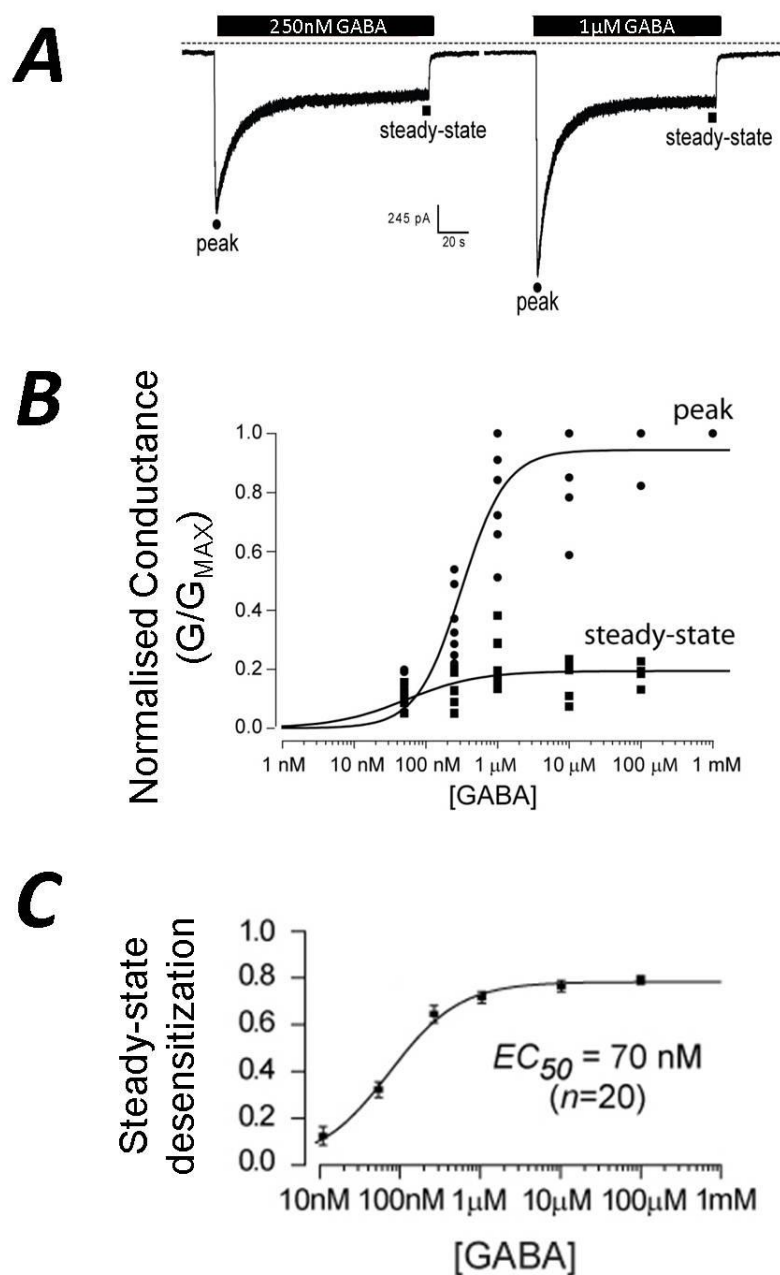 A
250nM GABA
1µM GABA
steady-state
steady-state
245 pA
20 s
peak
peak
B
Normalised Conductance
(G/GMAX)
peak
1.0
0.8
0.6
steady-state
0.4
0.2
0.0
1 nM 10 nM 100 nM 1 µM 10 µM 100 µM 1 mM
[GABA]
C
Steady-state
desensitization
1.0
0.8
0.6
EC50 = 70 nM
0.4
(n=20)
0.2
0.0
10nM 100nM 1µM 10µM 100µM 1mM
[GABA]